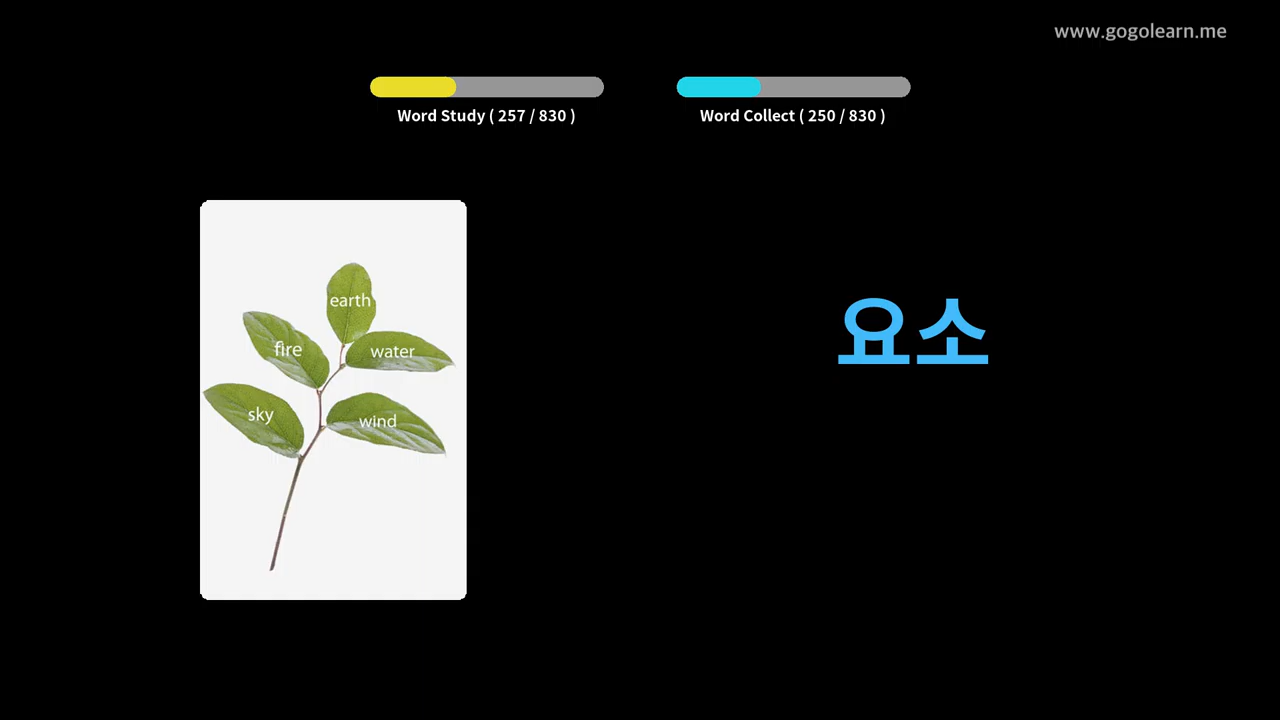 www.gogolearn.me
Word Study ( 257 / 830 )
Word Collect ( 250 / 830 )
earth
fire
water
sky
wind
요소